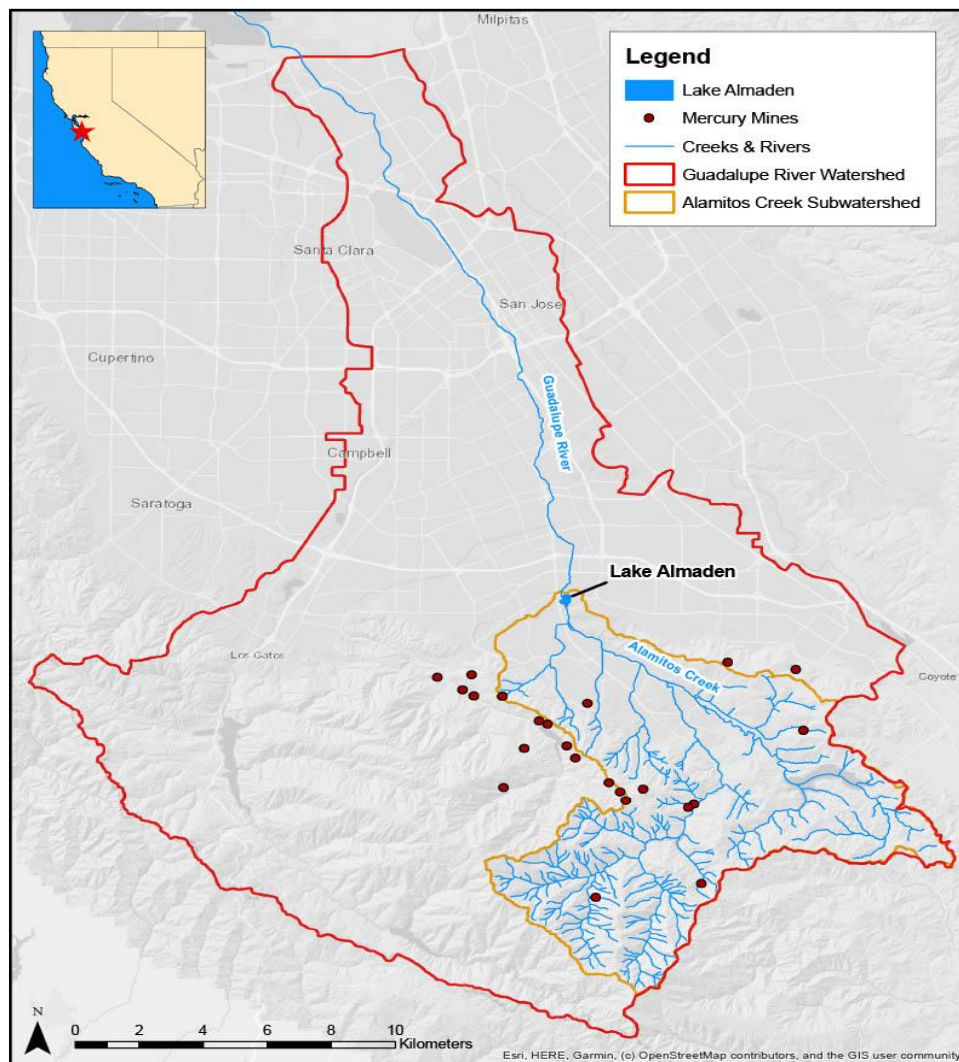 Milpitas
Legend
Lake Almaden
Mercury Mines
Creeks & Rivers
Guadalupe River Watershed
Alamitos Creek Subwatershed
Santa Clara
San Jose
Cupertino
Guadalupe River
Campbell
Saratoga
Lake Almaden
Los Gatos
Alamitos Creek
Coyote
N
0 2 4 6 8 10
Kilometers
Esri, HERE, Garmin, (c) OpenStreetMap contributors, and the GIS user community